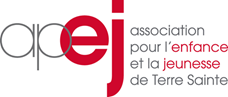 apej
association
pour l'enfance
et la jeunesse
de Terre Sainte